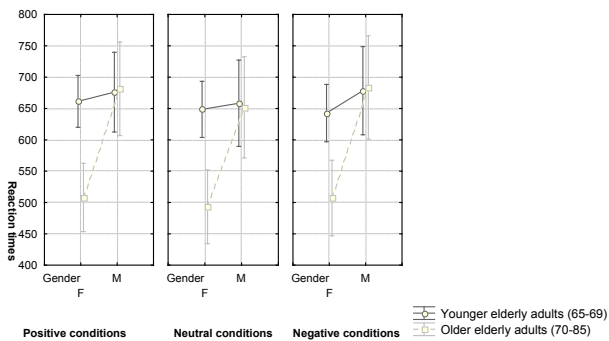 800
750
700
650
600
550
500
450
400
Reaction times
Gender F M
Gender F M
Gender F M
Positive conditions
Neutral conditions
Negative conditions
Younger elderly adults (65-69)
Older elderly adults (70-85)